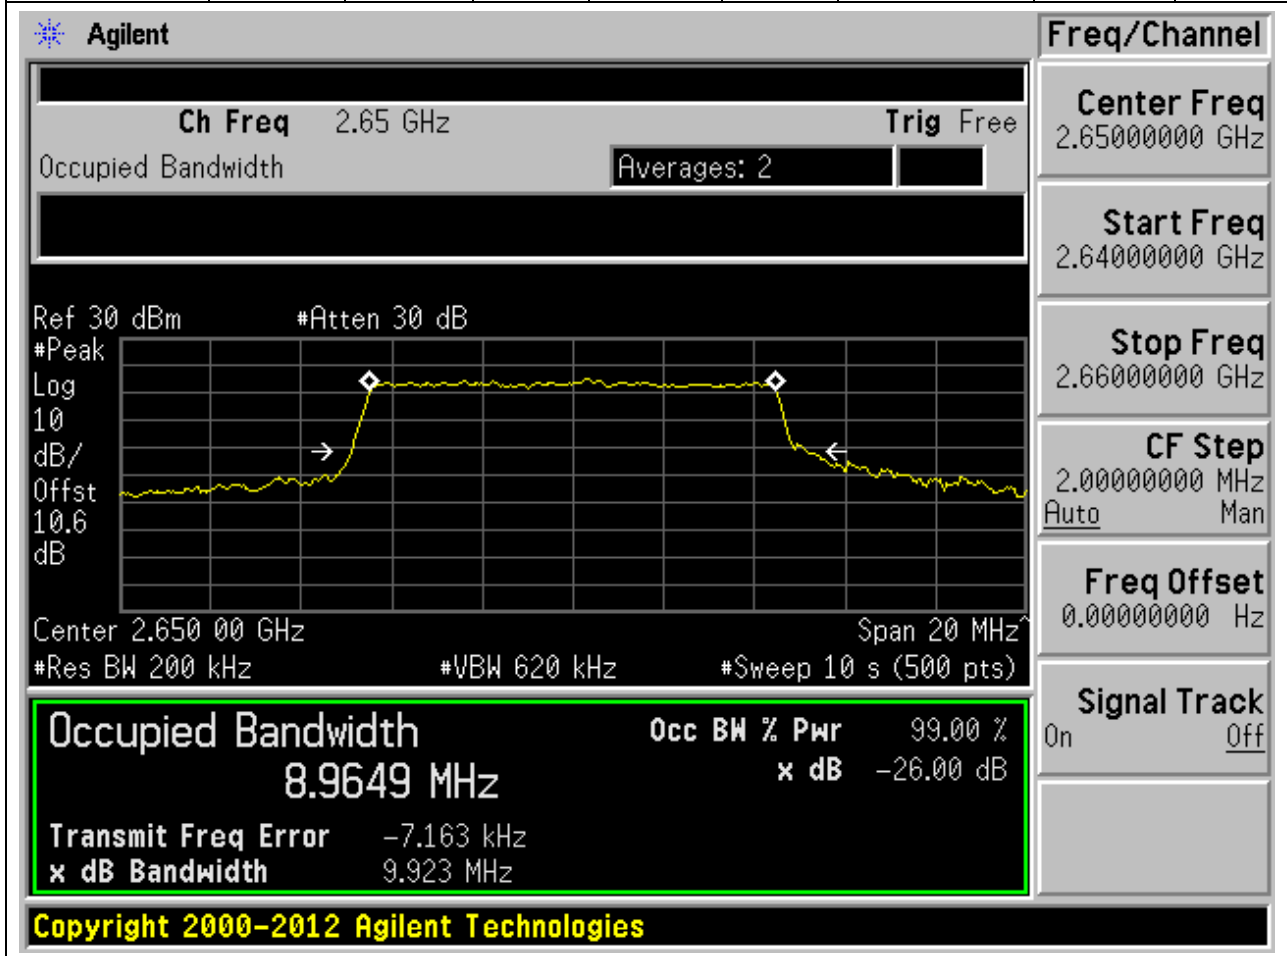 Agilent
Freq/Channel
Ch Freq 2.65 GHz Trig Free
Occupied Bandwidth Averages: 2
Center Freq
2.65000000 GHz
Start Freq
2.64000000 GHz
Stop Freq
2.66000000 GHz
CF Step
2.00000000 MHz
Auto Man
Freq Offset
0.00000000 Hz
Signal Track
On Off
Ref 30 dBm #Atten 30 dB
#Peak
Log
10
dB/
Offst
10.6
dB
Center 2.650 00 GHz Span 20 MHz^
#Res BW 200 kHz #VBW 620 kHz #Sweep 10 s (500 pts)
Occupied Bandwidth
8.9649 MHz
Occ BW % Pwr 99.00 %
x dB -26.00 dB
Transmit Freq Error -7.163 kHz
x dB Bandwidth 9.923 MHz
Copyright 2000-2012 Agilent Technologies